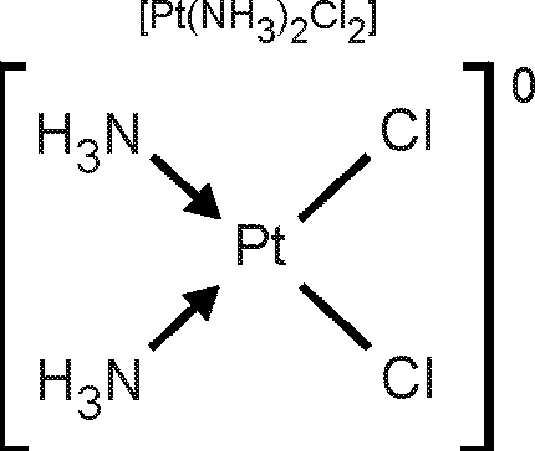 [Pt(NH₃)₂Cl₂]
0
H₃N Cl
Pt
H₃N Cl